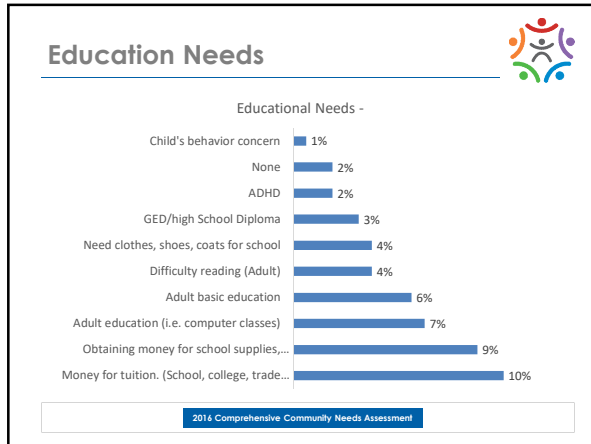 Education Needs
Educational Needs -
Child's behavior concern 1%
None 2%
ADHD 2%
GED/high School Diploma 3%
Need clothes, shoes, coats for school 4%
Difficulty reading (Adult) 4%
Adult basic education 6%
Adult education (i.e. computer classes) 7%
Obtaining money for school supplies,... 9%
Money for tuition. (School, college, trade... 10%
2016 Comprehensive Community Needs Assessment